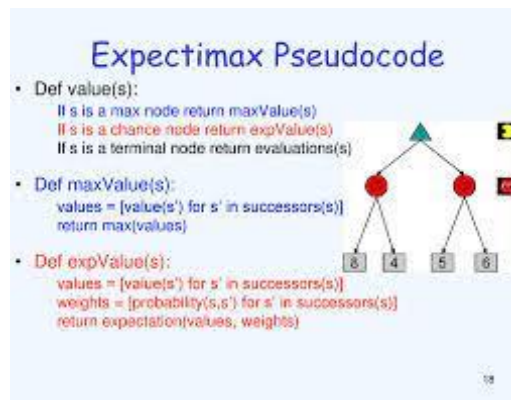 Expectimax Pseudocode
• Def value(s):
If s is a max node return maxValue(s)
If s is a chance node return expValue(s)
If s is a terminal node return evaluations(s)
• Def maxValue(s):
values = [value(s') for s' in successors(s)]
return max(values)
• Def expValue(s):
values = [value(s') for s' in successors(s)]
weights = [probability(s,s') for s' in successors(s)]
return expectation(values, weights)
8 4 5 6
18